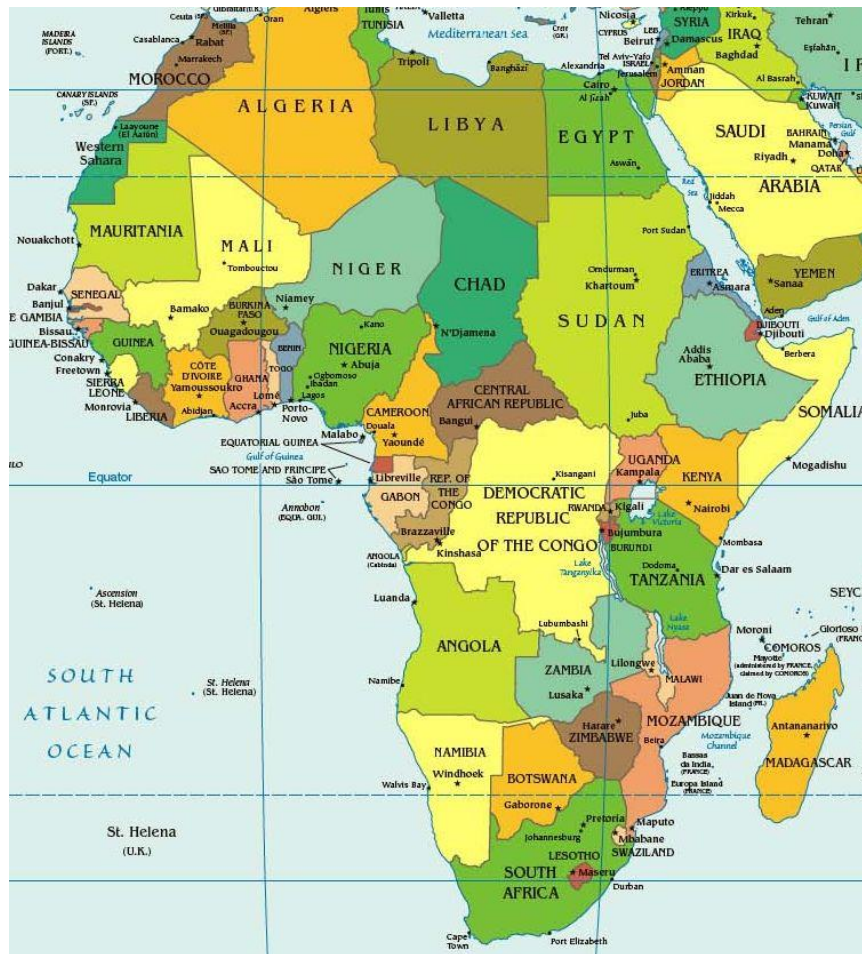 Ceuta (SP.)
GIBRALTAR (U.K.)
Oran
Algiers
Tunis
TUNISIA
Valletta
Mediterranean Sea
CRETE (GR.)
Nicosia
CYPRUS
LEB.
Beirut
SYRIA
Damascus
Kirkuk
IRAQ
Baghdad
Tehran
Eşfahān
MADEIRA
ISLANDS
(PORT.)
Casablanca
Melilla
(SP.)
Rabat
Marrakech
MOROCCO
Tripoli
Banghāzī
Alexandria
Tel Aviv-Yafo
ISRAEL
Jerusalem
Amman
JORDAN
Al Basrah
CANARY ISLANDS
(SP.)
Cairo
Al Jīzah
KUWAIT
Kuwait
Laayoune
(El Aaiún)
Western
Sahara
ALGERIA
LIBYA
EGYPT
Aswān
SAUDI
ARABIA
Persian
Gulf
BAHRAIN
Manama
Riyadh
Doha
QATAR
Red
Sea
Jiddah
Mecca
MAURITANIA
Nouakchott
MALI
Tombouctou
NIGER
CHAD
Port Sudan
Omdurman
Khartoum
SUDAN
ERITREA
Asmara
YEMEN
Sanaa
Dakar
SENEGAL
Banjul
E GAMBIA
Bissau
GUINEA-BISSAU
Bamako
BURKINA
FASO
Ouagadougou
Niamey
N'Djamena
Kano
Aden
Gulf of Aden
DJIBOUTI
Djibouti
Berbera
GUINEA
Conakry
Freetown
SIERRA
LEONE
Monrovia
LIBERIA
CÔTE
D'IVOIRE
Yamoussoukro
Abidjan
GHANA
Accra
TOGO
Lomé
BENIN
Porto-
Novo
NIGERIA
Abuja
Ogbomoso
Ibadan
Lagos
Addis
Ababa
ETHIOPIA
CENTRAL
AFRICAN REPUBLIC
Bangui
Juba
SOMALIA
Mogadishu
CAMEROON
Douala
Yaoundé
Malabo
EQUATORIAL GUINEA
Gulf of Guinea
SAO TOME AND PRINCIPE
São Tome
Equator
Libreville
GABON
REP. OF
THE
CONGO
Annobon
(EQUA. GUI.)
Brazzaville
Kinshasa
ANGOLA
(Cabinda)
Kisangani
DEMOCRATIC
REPUBLIC
OF THE CONGO
UGANDA
Kampala
KENYA
Nairobi
RWANDA
Kigali
Lake
Victoria
Bujumbura
BURUNDI
Mombasa
Lake
Tanganyika
Dodoma
TANZANIA
Dar es Salaam
Ascension
(St. Helena)
Luanda
Lubumbashi
Lake
Nyasa
SEYC
Moroni
COMOROS
Mayotte
(administered by FRANCE,
claimed by COMOROS)
Glorioso
(FRANC
ANGOLA
ZAMBIA
Lusaka
Lilongwe
MALAWI
SOUTH
ATLANTIC
OCEAN
St. Helena
(St. Helena)
Namibe
Juan de Nova
Island (FR.)
MOZAMBIQUE
Mozambique
Channel
Antananarivo
MADAGASCAR
Harare
ZIMBABWE
Beira
Bassas
da India
(FRANCE)
Europa Island
(FRANCE)
NAMIBIA
Windhoek
Walvis Bay
BOTSWANA
Gaborone
St. Helena
(U.K.)
Pretoria
Johannesburg
Maputo
Mbabane
SWAZILAND
LESOTHO
Maseru
SOUTH
AFRICA
Durban
Cape
Town
Port Elizabeth